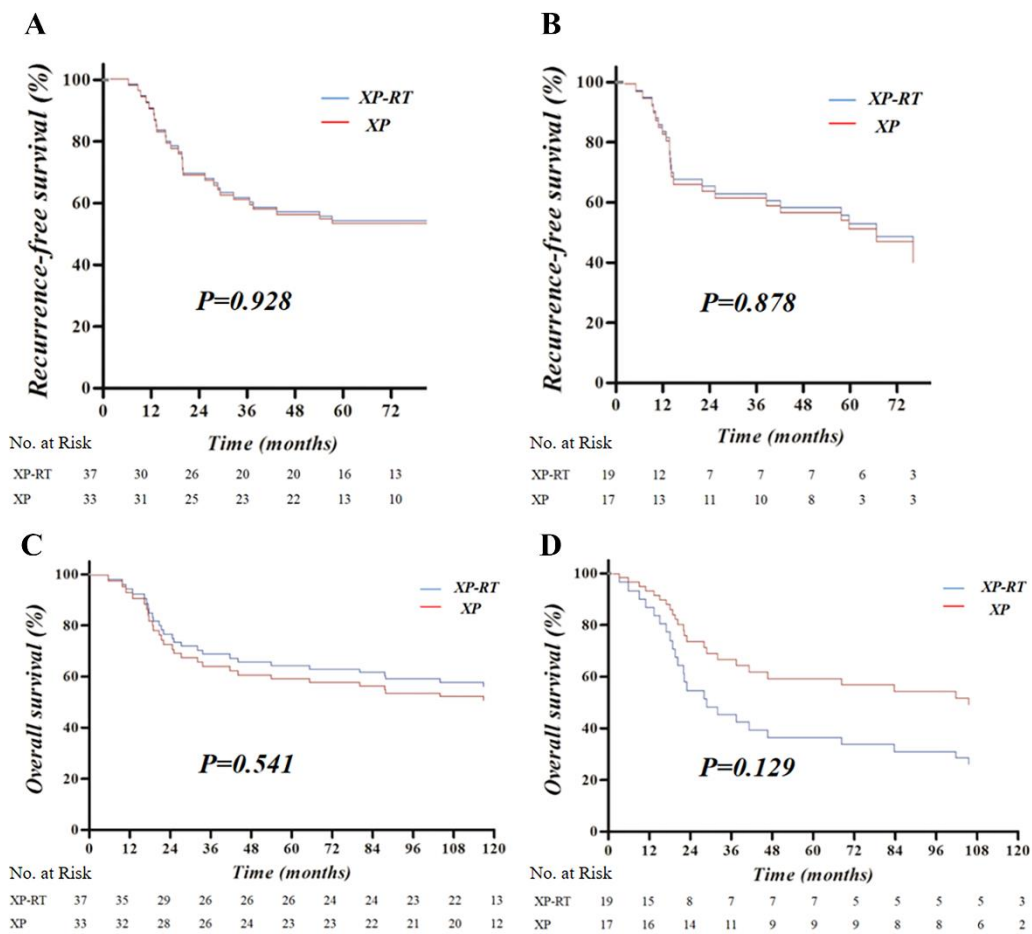 A
Recurrence-free survival (%)
100
80
60
40
20
0
XP-RT
XP
P=0.928
0 12 24 36 48 60 72
Time (months)
No. at Risk
XP-RT 37 30 26 20 20 16 13
XP 33 31 25 23 22 13 10
B
Recurrence-free survival (%)
100
80
60
40
20
0
XP-RT
XP
P=0.878
0 12 24 36 48 60 72
Time (months)
No. at Risk
XP-RT 19 12 7 7 7 6 3
XP 17 13 11 10 8 3 3
C
Overall survival (%)
100
80
60
40
20
0
XP-RT
XP
P=0.541
0 12 24 36 48 60 72 84 96 108 120
Time (months)
No. at Risk
XP-RT 37 35 29 26 26 26 24 24 23 22 13
XP 33 32 28 26 24 23 23 22 21 20 12
D
Overall survival (%)
100
80
60
40
20
0
XP-RT
XP
P=0.129
0 12 24 36 48 60 72 84 96 108 120
Time (months)
No. at Risk
XP-RT 19 15 8 7 7 7 5 5 5 5 3
XP 17 16 14 11 9 9 9 8 8 6 2